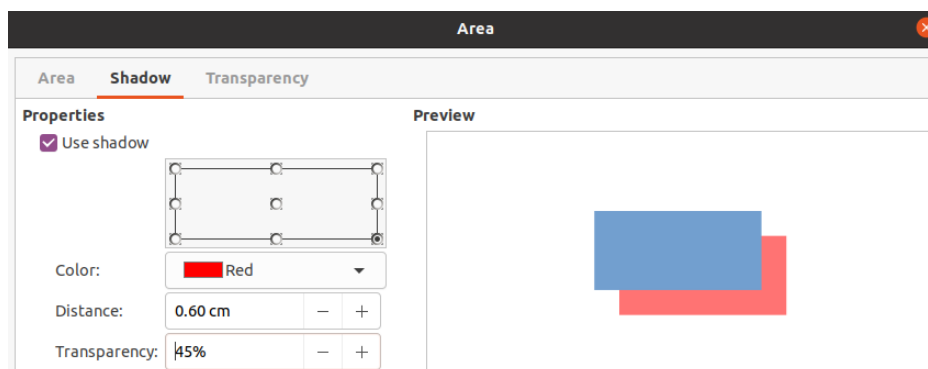 Area
Area Shadow Transparency
Properties
Use shadow
Color: Red
Distance: 0.60 cm
Transparency: 45%
Preview